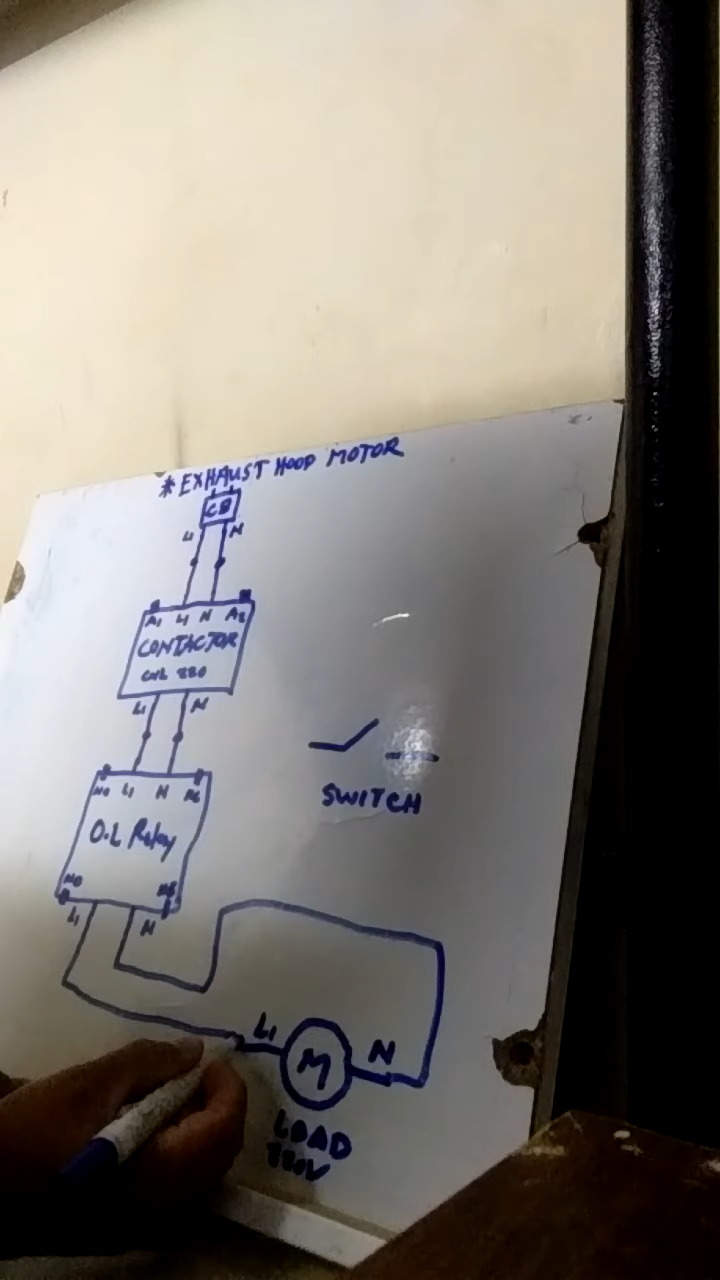 * EXHAUST HOOD MOTOR
CB
L1 N
A1 L1 N A2
CONTACTOR
COIL 220
L1 N
NO L1 N NC
O.L Relay
SWITCH
NO
L1 N
L1 M N
LOAD
220V